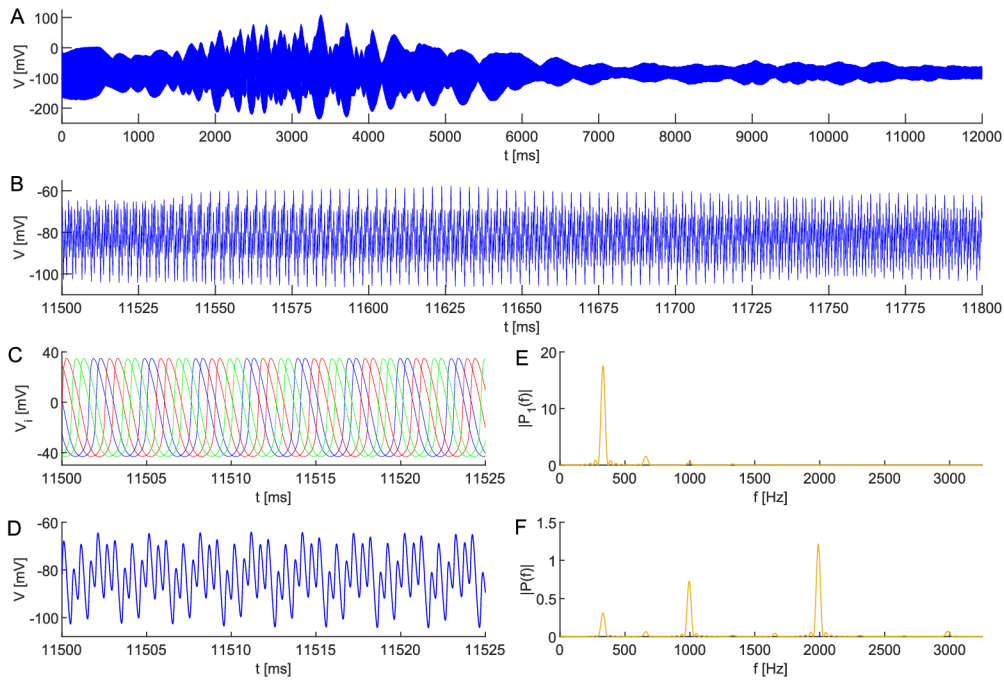 A
V [mV]
100
0
-100
-200
0 1000 2000 3000 4000 5000 6000 7000 8000 9000 10000 11000 12000
t [ms]
B
V [mV]
-60
-80
-100
11500 11525 11550 11575 11600 11625 11650 11675 11700 11725 11750 11775 11800
t [ms]
C
V_i [mV]
40
0
-40
11500 11505 11510 11515 11520 11525
t [ms]
E
|P_1(f)|
20
10
0
0 500 1000 1500 2000 2500 3000
f [Hz]
D
V [mV]
-60
-80
-100
11500 11505 11510 11515 11520 11525
t [ms]
F
|P(f)|
1.5
1
0.5
0
0 500 1000 1500 2000 2500 3000
f [Hz]